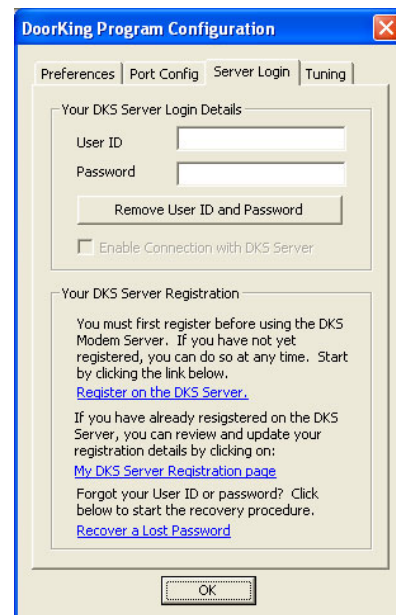 DoorKing Program Configuration
Preferences
Port Config
Server Login
Tuning
Your DKS Server Login Details
User ID
Password
Remove User ID and Password
Enable Connection with DKS Server
Your DKS Server Registration
You must first register before using the DKS
Modem Server. If you have not yet
registered, you can do so at any time. Start
by clicking the link below.
Register on the DKS Server.
If you have already resigstered on the DKS
Server, you can review and update your
registration details by clicking on:
My DKS Server Registration page
Forgot your User ID or password? Click
below to start the recovery procedure.
Recover a Lost Password
OK